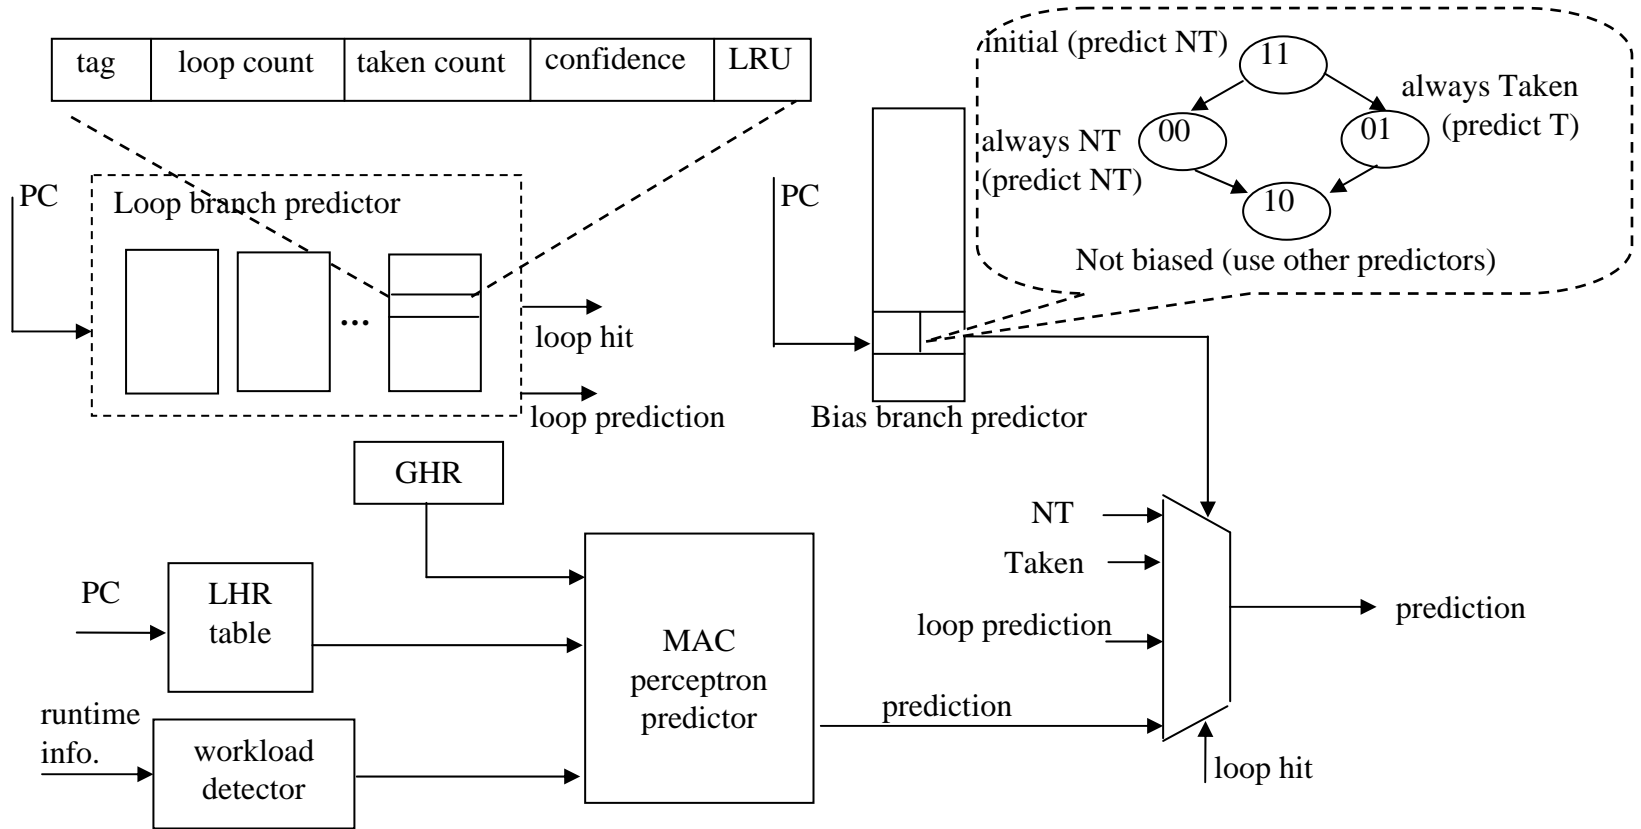 tag loop count taken count confidence LRU
initial (predict NT)
11
always Taken
(predict T)
00
01
always NT
(predict NT)
10
Not biased (use other predictors)
PC
Loop branch predictor
...
loop hit
loop prediction
PC
Bias branch predictor
GHR
PC
LHR
table
runtime
info.
workload
detector
MAC
perceptron
predictor
prediction
NT
Taken
loop prediction
loop hit
prediction